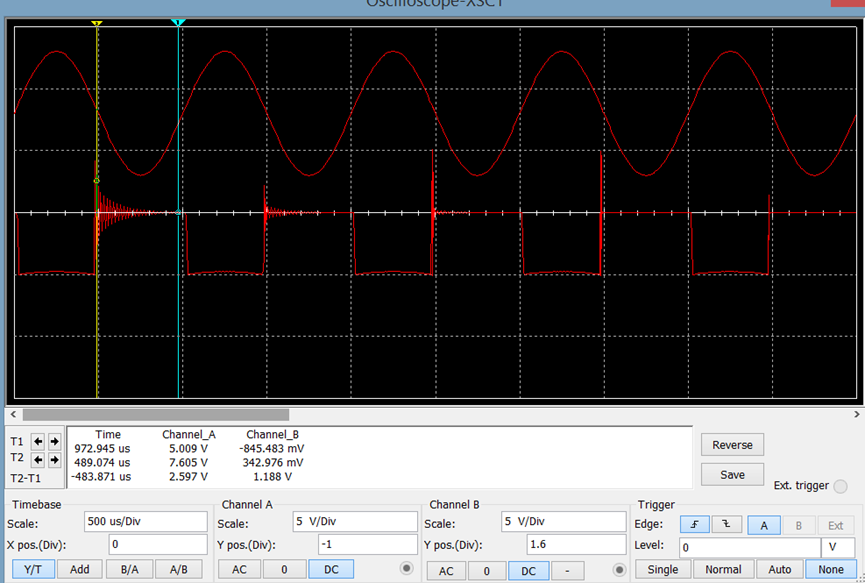 Oscilloscope-XSC1
T1
T2
T2-T1
Time Channel_A Channel_B
972.945 us 5.009 V -845.483 mV
489.074 us 7.605 V 342.976 mV
-483.871 us 2.597 V 1.188 V
Reverse
Save
Ext. trigger
Timebase
Scale: 500 us/Div
X pos.(Div): 0
Y/T Add B/A A/B
Channel A
Scale: 5 V/Div
Y pos.(Div): -1
AC 0 DC
Channel B
Scale: 5 V/Div
Y pos.(Div): 1.6
AC 0 DC -
Trigger
Edge: A B Ext
Level: 0 V
Single Normal Auto None